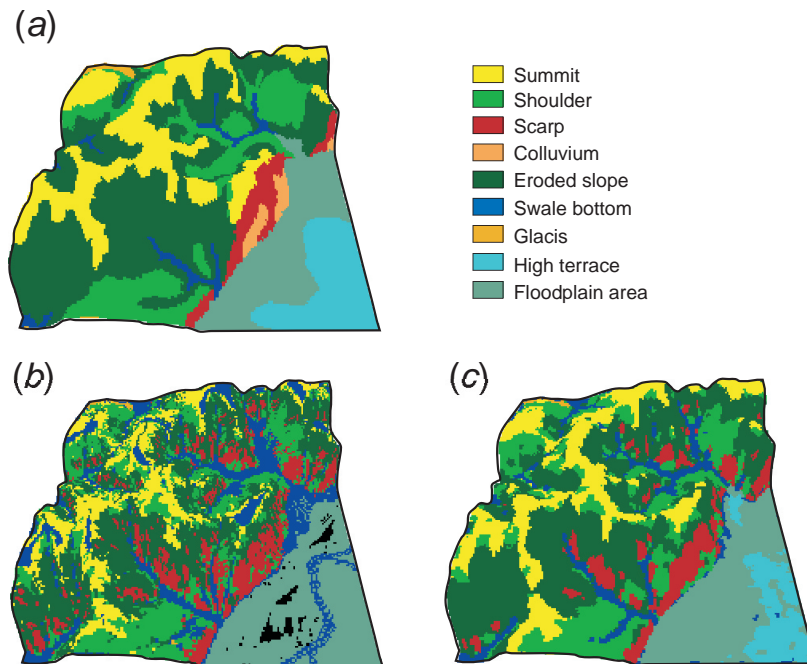 (a)
Summit
Shoulder
Scarp
Colluvium
Eroded slope
Swale bottom
Glacis
High terrace
Floodplain area
(b)
(c)